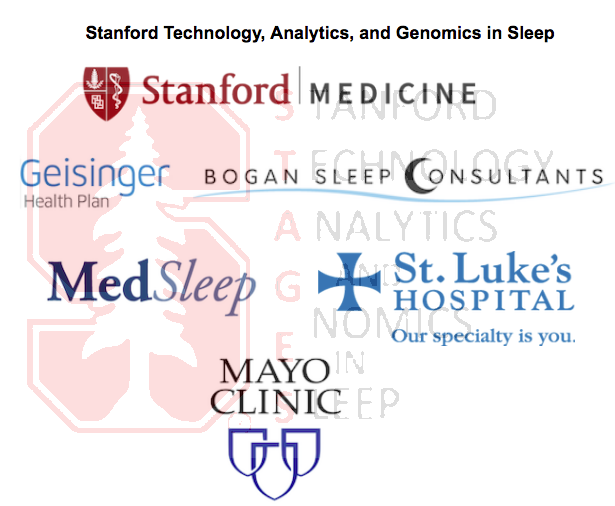 Stanford Technology, Analytics, and Genomics in Sleep
Stanford MEDICINE
STANFORD
Geisinger
Health Plan
BOGAN SLEEP CONSULTANTS
TECHNOLOGY
ANALYTICS
MedSleep
St. Luke's
HOSPITAL
Our specialty is you.
AND
GENOMICS
IN
SLEEP
MAYO
CLINIC